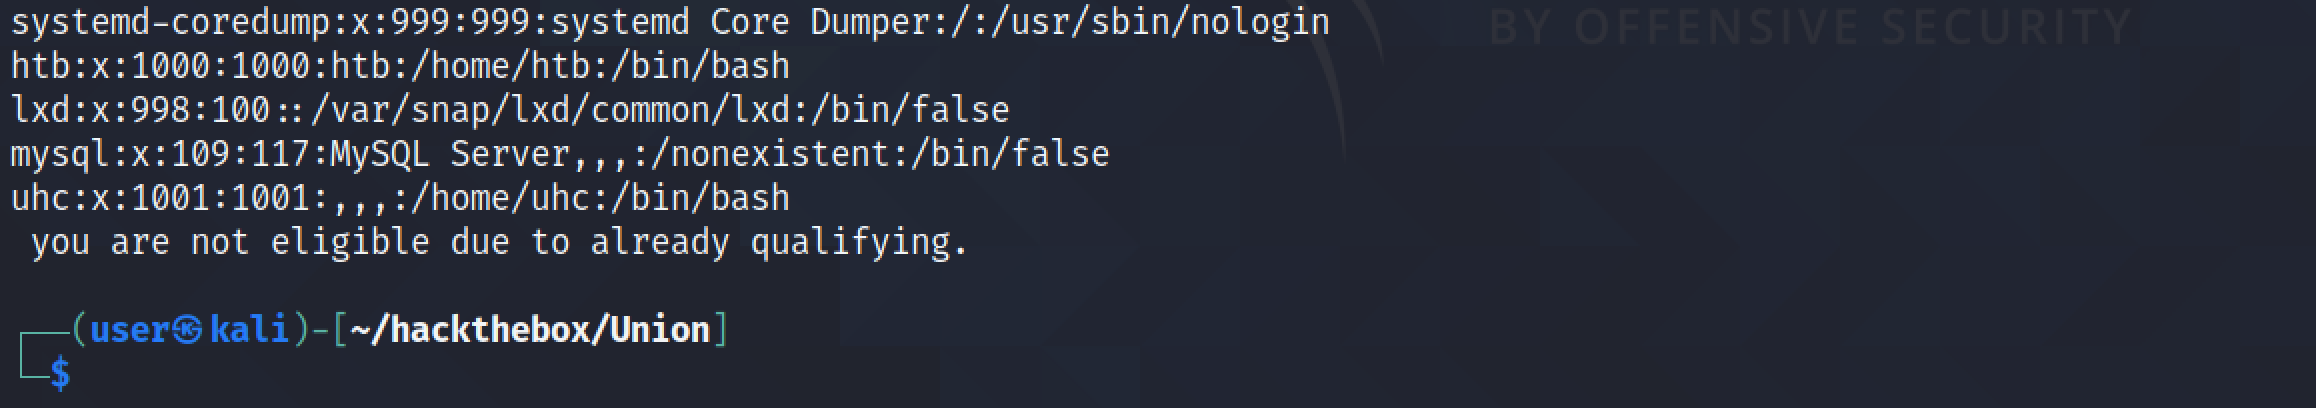 systemd-coredump:x:999:999:systemd Core Dumper:/:/usr/sbin/nologin
BY OFFENSIVE SECURITY
htb:x:1000:1000:htb:/home/htb:/bin/bash
lxd:x:998:100::/var/snap/lxd/common/lxd:/bin/false
mysql:x:109:117:MySQL Server,,,:/nonexistent:/bin/false
uhc:x:1001:1001:,,,:/home/uhc:/bin/bash
 you are not eligible due to already qualifying.
┌──(user㉿kali)-[~/hackthebox/Union]
└─$